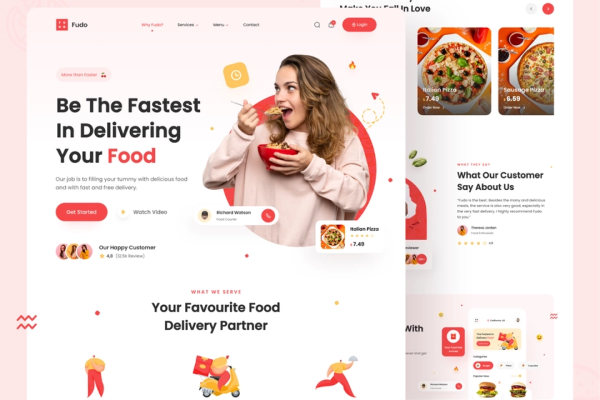 Fudo
Why Fudo?
Services
Menu
Contact
Login
More than Faster
Be The Fastest
In Delivering
Your Food
Our job is to filling your tummy with delicious food
and with fast and free delivery.
Get Started
Watch Video
Richard Watson
Food Courier
Italian Pizza
$ 7.49
Our Happy Customer
4.8 (12.5k Review)
WHAT WE SERVE
Your Favourite Food
Delivery Partner
Make You Fall In Love
Italian Pizza
$ 7.49
Order Now
Sausage Pizza
$ 6.59
Order Now
WHAT THEY SAY
What Our Customer
Say About Us
"Fudo is the best. Besides the many and delicious
meals, the service is also very good, especially in
the very fast delivery. I highly recommend Fudo
to you."
Theresa Jordan
Food Enthusiast
4.8
With